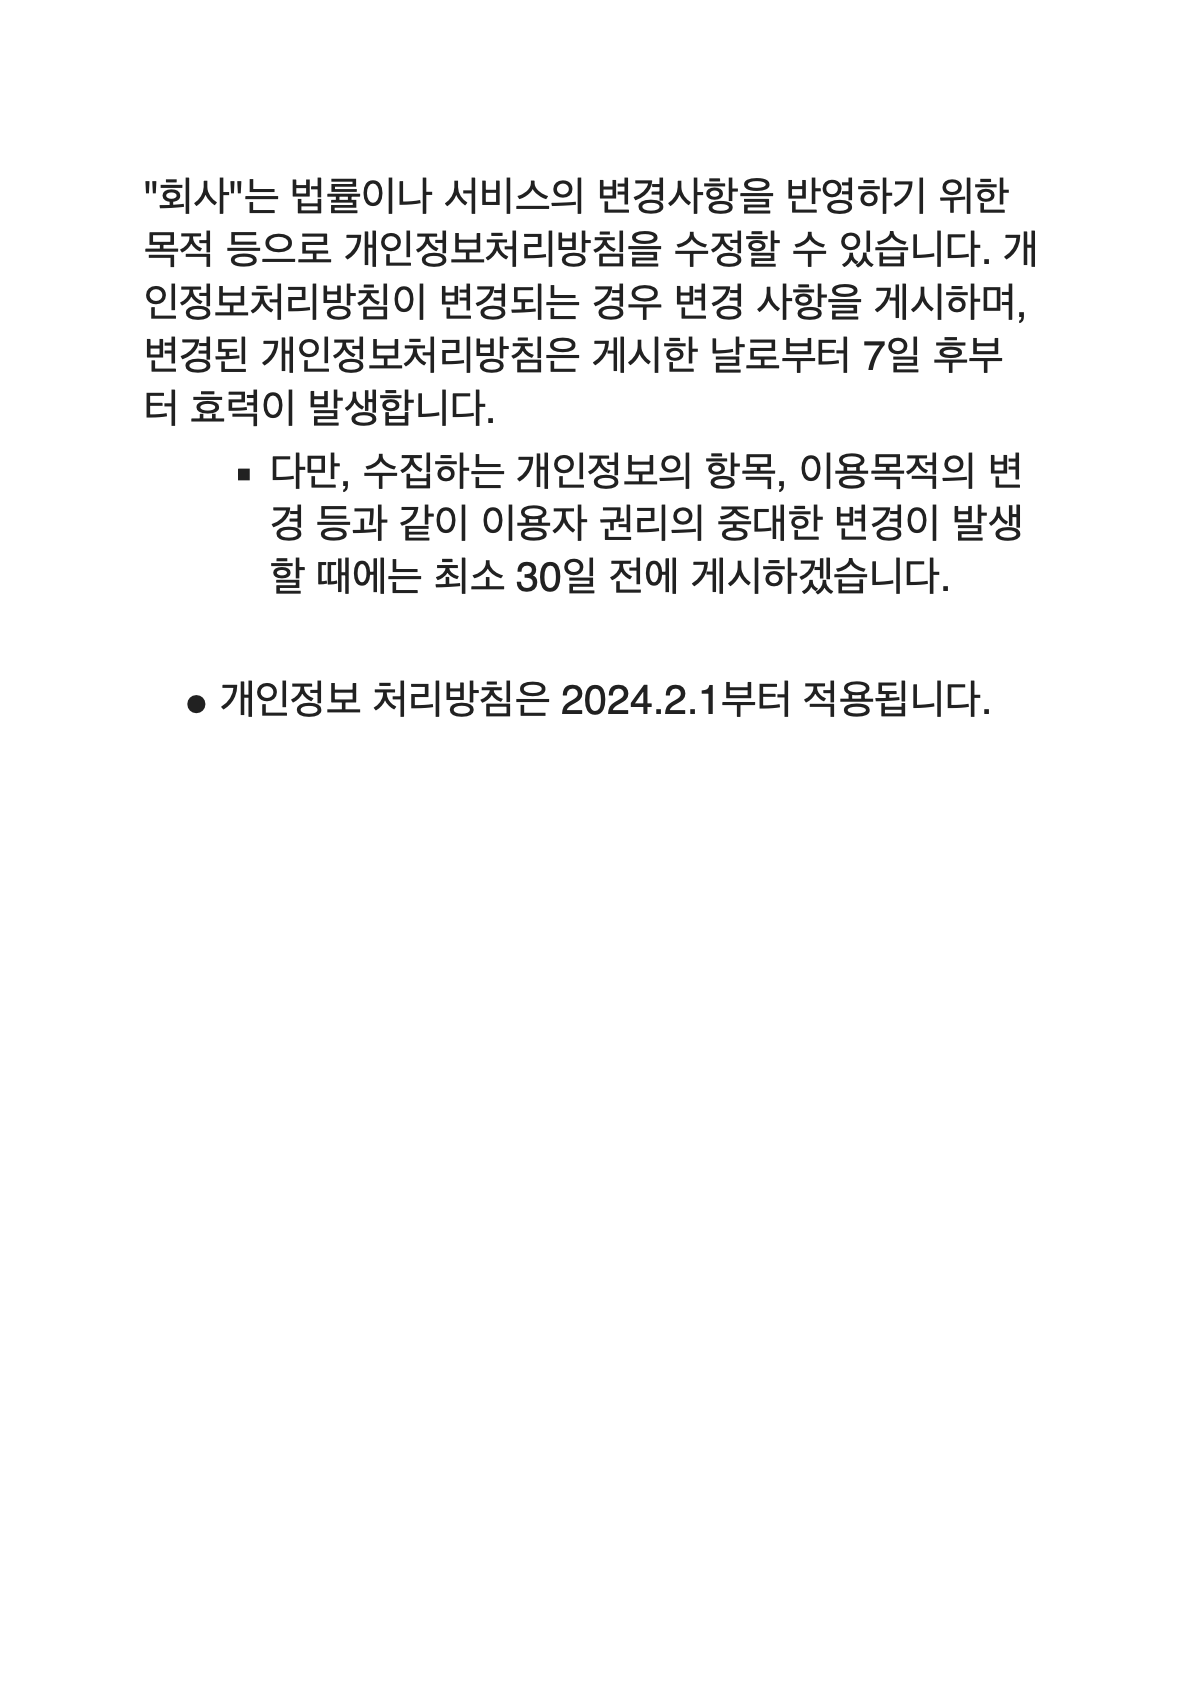 "회사"는 법률이나 서비스의 변경사항을 반영하기 위한
목적 등으로 개인정보처리방침을 수정할 수 있습니다. 개
인정보처리방침이 변경되는 경우 변경 사항을 게시하며,
변경된 개인정보처리방침은 게시한 날로부터 7일 후부
터 효력이 발생합니다.
▪ 다만, 수집하는 개인정보의 항목, 이용목적의 변
경 등과 같이 이용자 권리의 중대한 변경이 발생
할 때에는 최소 30일 전에 게시하겠습니다.
● 개인정보 처리방침은 2024.2.1부터 적용됩니다.